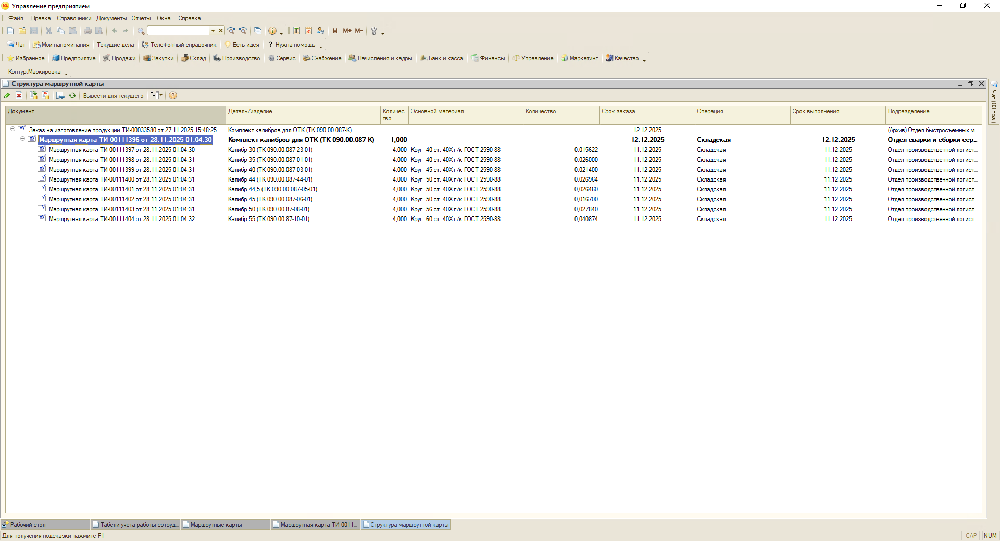 Управление предприятием
Файл Правка Справочники Документы Отчеты Окна Справка
M M+ M-
Чат Мои напоминания Текущие дела Телефонный справочник Есть идея ? Нужна помощь
Избранное Предприятие Продажи Закупки Склад Производство Сервис Снабжение Начисления и кадры Банк и касса Финансы Управление Маркетинг Качество
Контур.Маркировка
Структура маршрутной карты
Вывести для текущего
Чат (83 поз.)
Документ Деталь/изделие Количес тво Основной материал Количество Срок заказа Операция Срок выполнения Подразделение
Заказ на изготовление продукции ТИ-00033580 от 27.11.2025 15:48:25 Комплект калибров для ОТК (ТК 090.00.087-К) 12.12.2025 (Архив) Отдел быстросъемных м...
Маршрутная карта ТИ-00111396 от 28.11.2025 01:04:30 Комплект калибров для ОТК (ТК 090.00.087-К) 1,000 12.12.2025 Складская 12.12.2025 Отдел сварки и сборки сер...
Маршрутная карта ТИ-00111397 от 28.11.2025 01:04:30 Калибр 30 (ТК 090.00.087-23-01) 4,000 Круг 40 ст. 40Х г/к ГОСТ 2590-88 0,015622 11.12.2025 Складская 11.12.2025 Отдел производственной логист...
Маршрутная карта ТИ-00111398 от 28.11.2025 01:04:31 Калибр 35 (ТК 090.00.087-01-01) 4,000 Круг 40 ст. 40Х г/к ГОСТ 2590-88 0,026000 11.12.2025 Складская 11.12.2025 Отдел производственной логист...
Маршрутная карта ТИ-00111399 от 28.11.2025 01:04:31 Калибр 40 (ТК 090.00.087-03-01) 4,000 Круг 45 ст. 40Х г/к ГОСТ 2590-88 0,021400 11.12.2025 Складская 11.12.2025 Отдел производственной логист...
Маршрутная карта ТИ-00111400 от 28.11.2025 01:04:31 Калибр 44 (ТК 090.00.087-44-01) 4,000 Круг 50 ст. 40Х г/к ГОСТ 2590-88 0,026964 11.12.2025 Складская 11.12.2025 Отдел производственной логист...
Маршрутная карта ТИ-00111401 от 28.11.2025 01:04:31 Калибр 44,5 (ТК 090.00.087-05-01) 4,000 Круг 50 ст. 40Х г/к ГОСТ 2590-88 0,026460 11.12.2025 Складская 11.12.2025 Отдел производственной логист...
Маршрутная карта ТИ-00111402 от 28.11.2025 01:04:31 Калибр 45 (ТК 090.00.087-06-01) 4,000 Круг 50 ст. 40Х г/к ГОСТ 2590-88 0,016700 11.12.2025 Складская 11.12.2025 Отдел производственной логист...
Маршрутная карта ТИ-00111403 от 28.11.2025 01:04:31 Калибр 50 (ТК 090.00.87-08-01) 4,000 Круг 56 ст. 40Х г/к ГОСТ 2590-88 0,027840 11.12.2025 Складская 11.12.2025 Отдел производственной логист...
Маршрутная карта ТИ-00111404 от 28.11.2025 01:04:32 Калибр 55 (ТК 090.00.87-10-01) 4,000 Круг 60 ст. 40Х г/к ГОСТ 2590-88 0,040874 11.12.2025 Складская 11.12.2025 Отдел производственной логист...
Рабочий стол Табели учета работы сотруд... Маршрутные карты Маршрутная карта ТИ-0011... Структура маршрутной карты
Для получения подсказки нажмите F1 CAP NUM